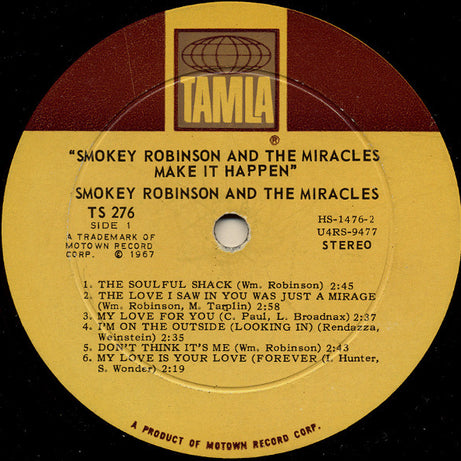 TAMLA
®
"SMOKEY ROBINSON AND THE MIRACLES
MAKE IT HAPPEN"
SMOKEY ROBINSON AND THE MIRACLES
TS 276
SIDE 1
A TRADEMARK OF
MOTOWN RECORD
CORP. © 1967
HS-1476-2
U4RS-9477
STEREO
1. THE SOULFUL SHACK (Wm. Robinson) 2:45
2. THE LOVE I SAW IN YOU WAS JUST A MIRAGE
(Wm. Robinson, M. Tarplin) 2:58
3. MY LOVE FOR YOU (C. Paul, L. Broadnax) 2:37
4. I'M ON THE OUTSIDE (LOOKING IN) (Rendazza,
Weinstein) 2:35
5. DON'T THINK IT'S ME (Wm. Robinson) 2:43
6. MY LOVE IS YOUR LOVE (FOREVER (I. Hunter,
S. Wonder) 2:19
A PRODUCT OF MOTOWN RECORD CORP.